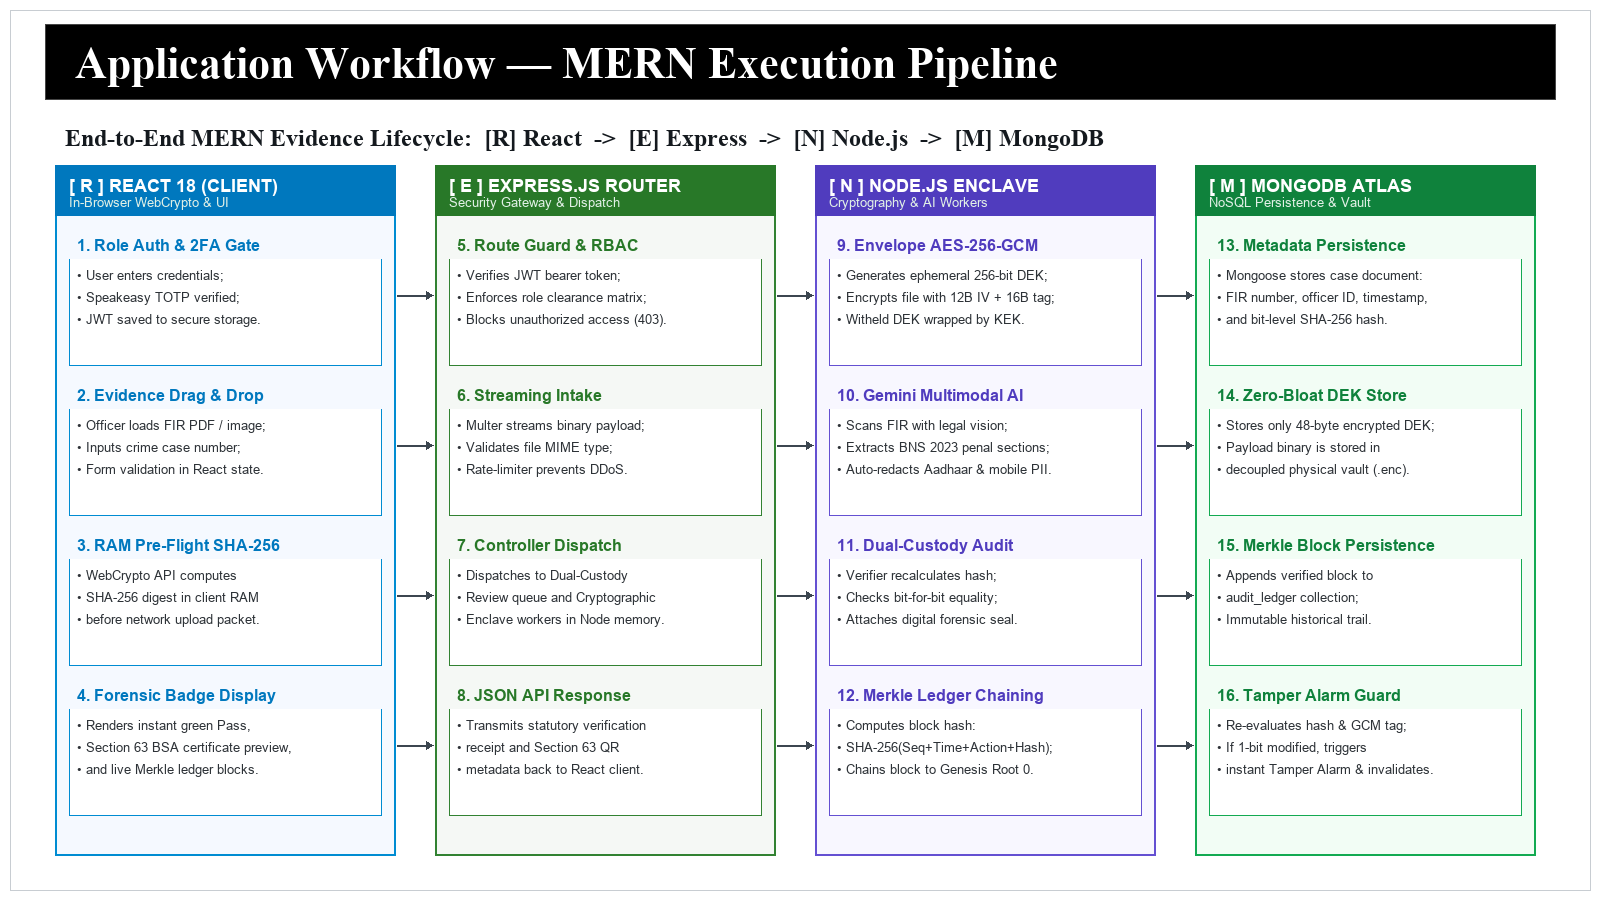 Application Workflow — MERN Execution Pipeline
End-to-End MERN Evidence Lifecycle: [R] React -> [E] Express -> [N] Node.js -> [M] MongoDB
[ R ] REACT 18 (CLIENT)
In-Browser WebCrypto & UI
1. Role Auth & 2FA Gate
• User enters credentials;
• Speakeasy TOTP verified;
• JWT saved to secure storage.
2. Evidence Drag & Drop
• Officer loads FIR PDF / image;
• Inputs crime case number;
• Form validation in React state.
3. RAM Pre-Flight SHA-256
• WebCrypto API computes
• SHA-256 digest in client RAM
• before network upload packet.
4. Forensic Badge Display
• Renders instant green Pass,
• Section 63 BSA certificate preview,
• and live Merkle ledger blocks.
[ E ] EXPRESS.JS ROUTER
Security Gateway & Dispatch
5. Route Guard & RBAC
• Verifies JWT bearer token;
• Enforces role clearance matrix;
• Blocks unauthorized access (403).
6. Streaming Intake
• Multer streams binary payload;
• Validates file MIME type;
• Rate-limiter prevents DDoS.
7. Controller Dispatch
• Dispatches to Dual-Custody
• Review queue and Cryptographic
• Enclave workers in Node memory.
8. JSON API Response
• Transmits statutory verification
• receipt and Section 63 QR
• metadata back to React client.
[ N ] NODE.JS ENCLAVE
Cryptography & AI Workers
9. Envelope AES-256-GCM
• Generates ephemeral 256-bit DEK;
• Encrypts file with 12B IV + 16B tag;
• Witheld DEK wrapped by KEK.
10. Gemini Multimodal AI
• Scans FIR with legal vision;
• Extracts BNS 2023 penal sections;
• Auto-redacts Aadhaar & mobile PII.
11. Dual-Custody Audit
• Verifier recalculates hash;
• Checks bit-for-bit equality;
• Attaches digital forensic seal.
12. Merkle Ledger Chaining
• Computes block hash:
• SHA-256(Seq+Time+Action+Hash);
• Chains block to Genesis Root 0.
[ M ] MONGODB ATLAS
NoSQL Persistence & Vault
13. Metadata Persistence
• Mongoose stores case document:
• FIR number, officer ID, timestamp,
• and bit-level SHA-256 hash.
14. Zero-Bloat DEK Store
• Stores only 48-byte encrypted DEK;
• Payload binary is stored in
• decoupled physical vault (.enc).
15. Merkle Block Persistence
• Appends verified block to
• audit_ledger collection;
• Immutable historical trail.
16. Tamper Alarm Guard
• Re-evaluates hash & GCM tag;
• If 1-bit modified, triggers
• instant Tamper Alarm & invalidates.